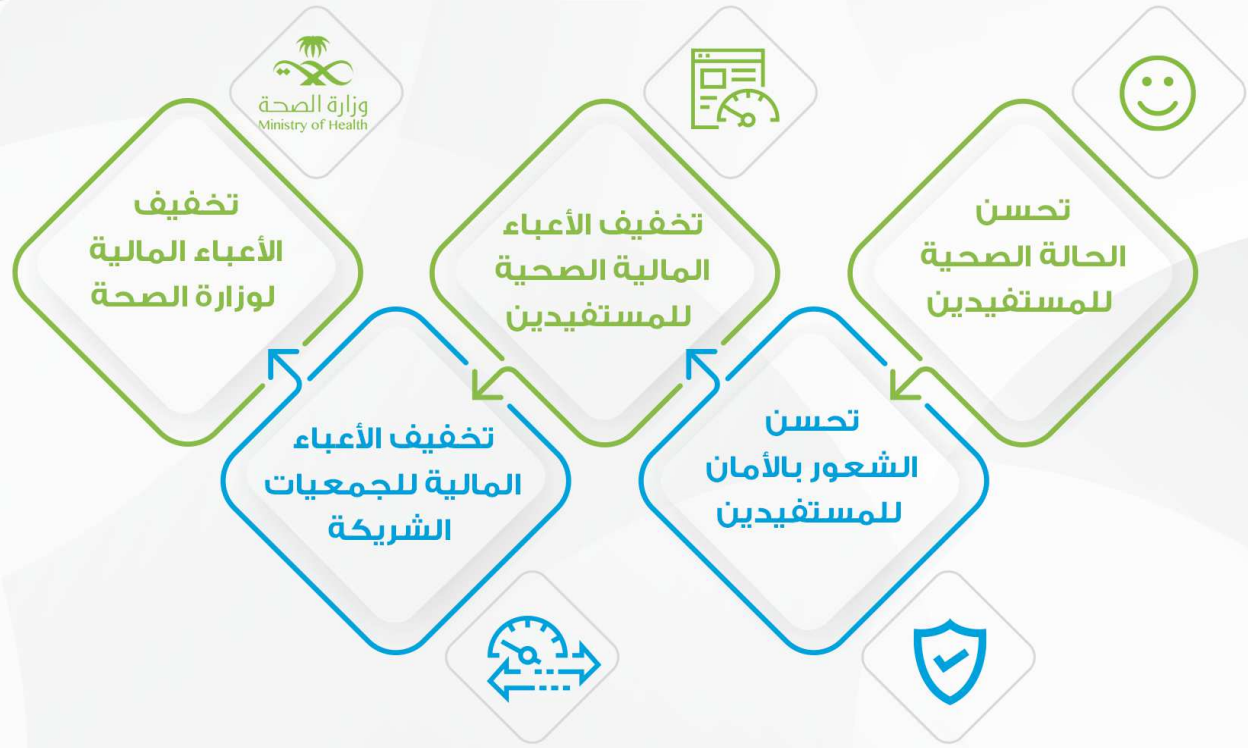 تحسن
الحالة الصحية
للمستفيدين
تحسن
الشعور بالأمان
للمستفيدين
تخفيف الأعباء
المالية الصحية
للمستفيدين
تخفيف الأعباء
المالية للجمعيات
الشريكة
تخفيف
الأعباء المالية
لوزارة الصحة
وزارة الصحة
Ministry of Health